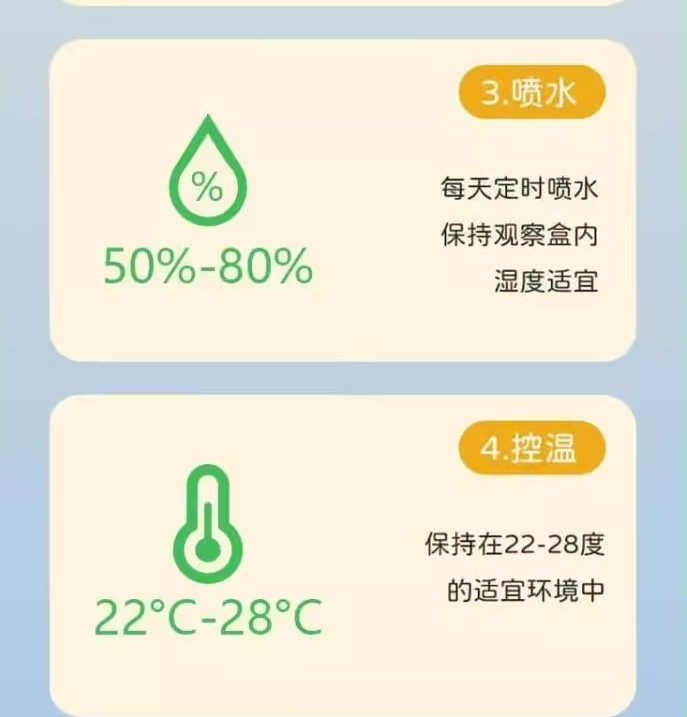 3.喷水
%
50%-80%
每天定时喷水
保持观察盒内
湿度适宜
4.控温
22°C-28°C
保持在22-28度
的适宜环境中